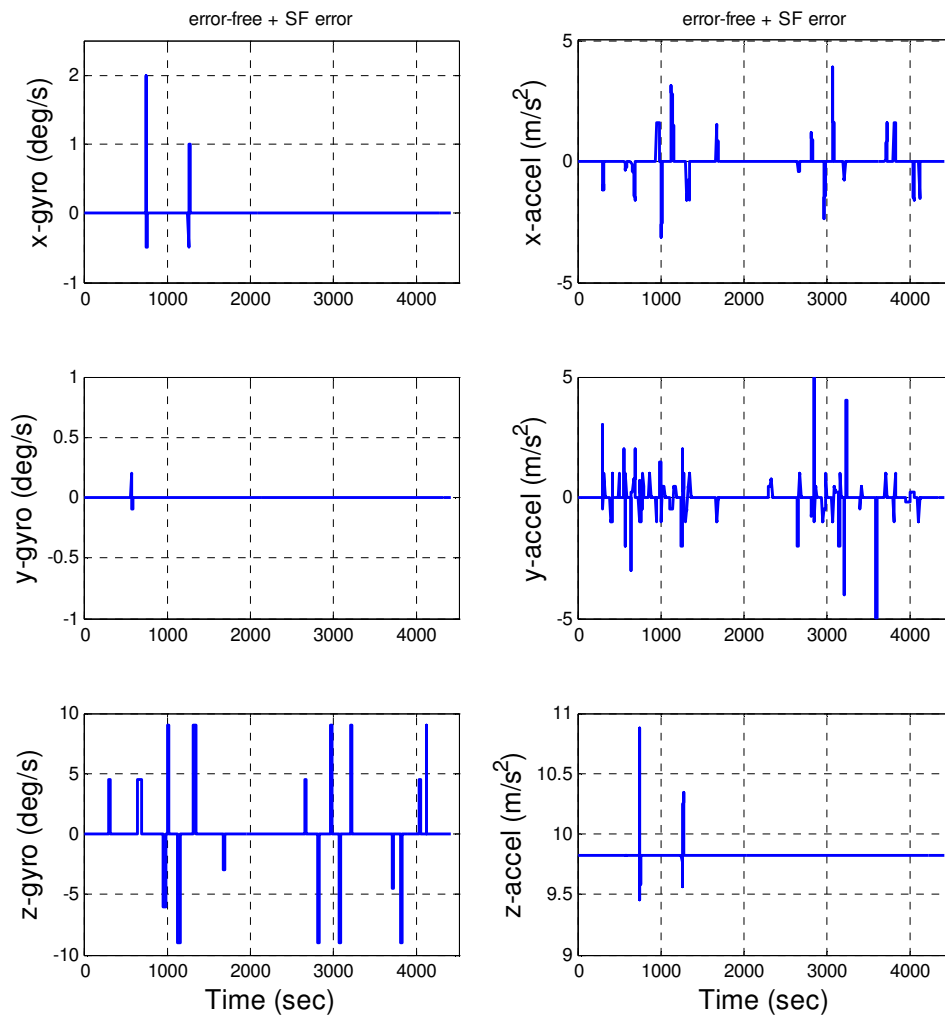 error-free + SF error
x-gyro (deg/s)
2
1
0
-1
0 1000 2000 3000 4000
error-free + SF error
x-accel (m/s²)
5
0
-5
0 1000 2000 3000 4000
y-gyro (deg/s)
1
0.5
0
-0.5
-1
0 1000 2000 3000 4000
y-accel (m/s²)
5
0
-5
0 1000 2000 3000 4000
z-gyro (deg/s)
10
5
0
-5
-10
0 1000 2000 3000 4000
Time (sec)
z-accel (m/s²)
11
10.5
10
9.5
9
0 1000 2000 3000 4000
Time (sec)